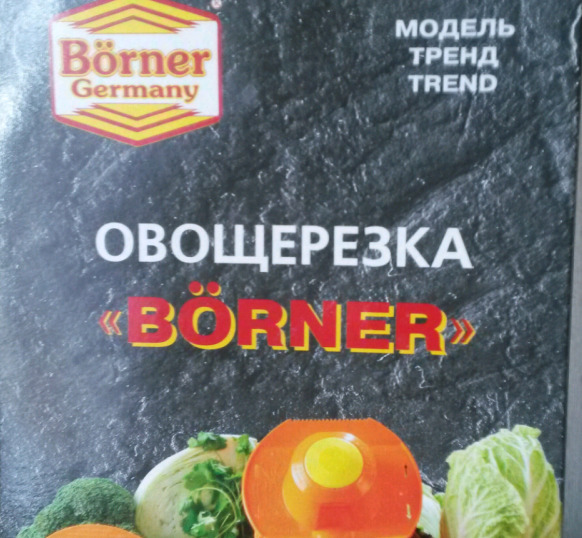 Börner
Germany
МОДЕЛЬ
ТРЕНД
TREND
ОВОЩЕРЕЗКА
«BÖRNER»